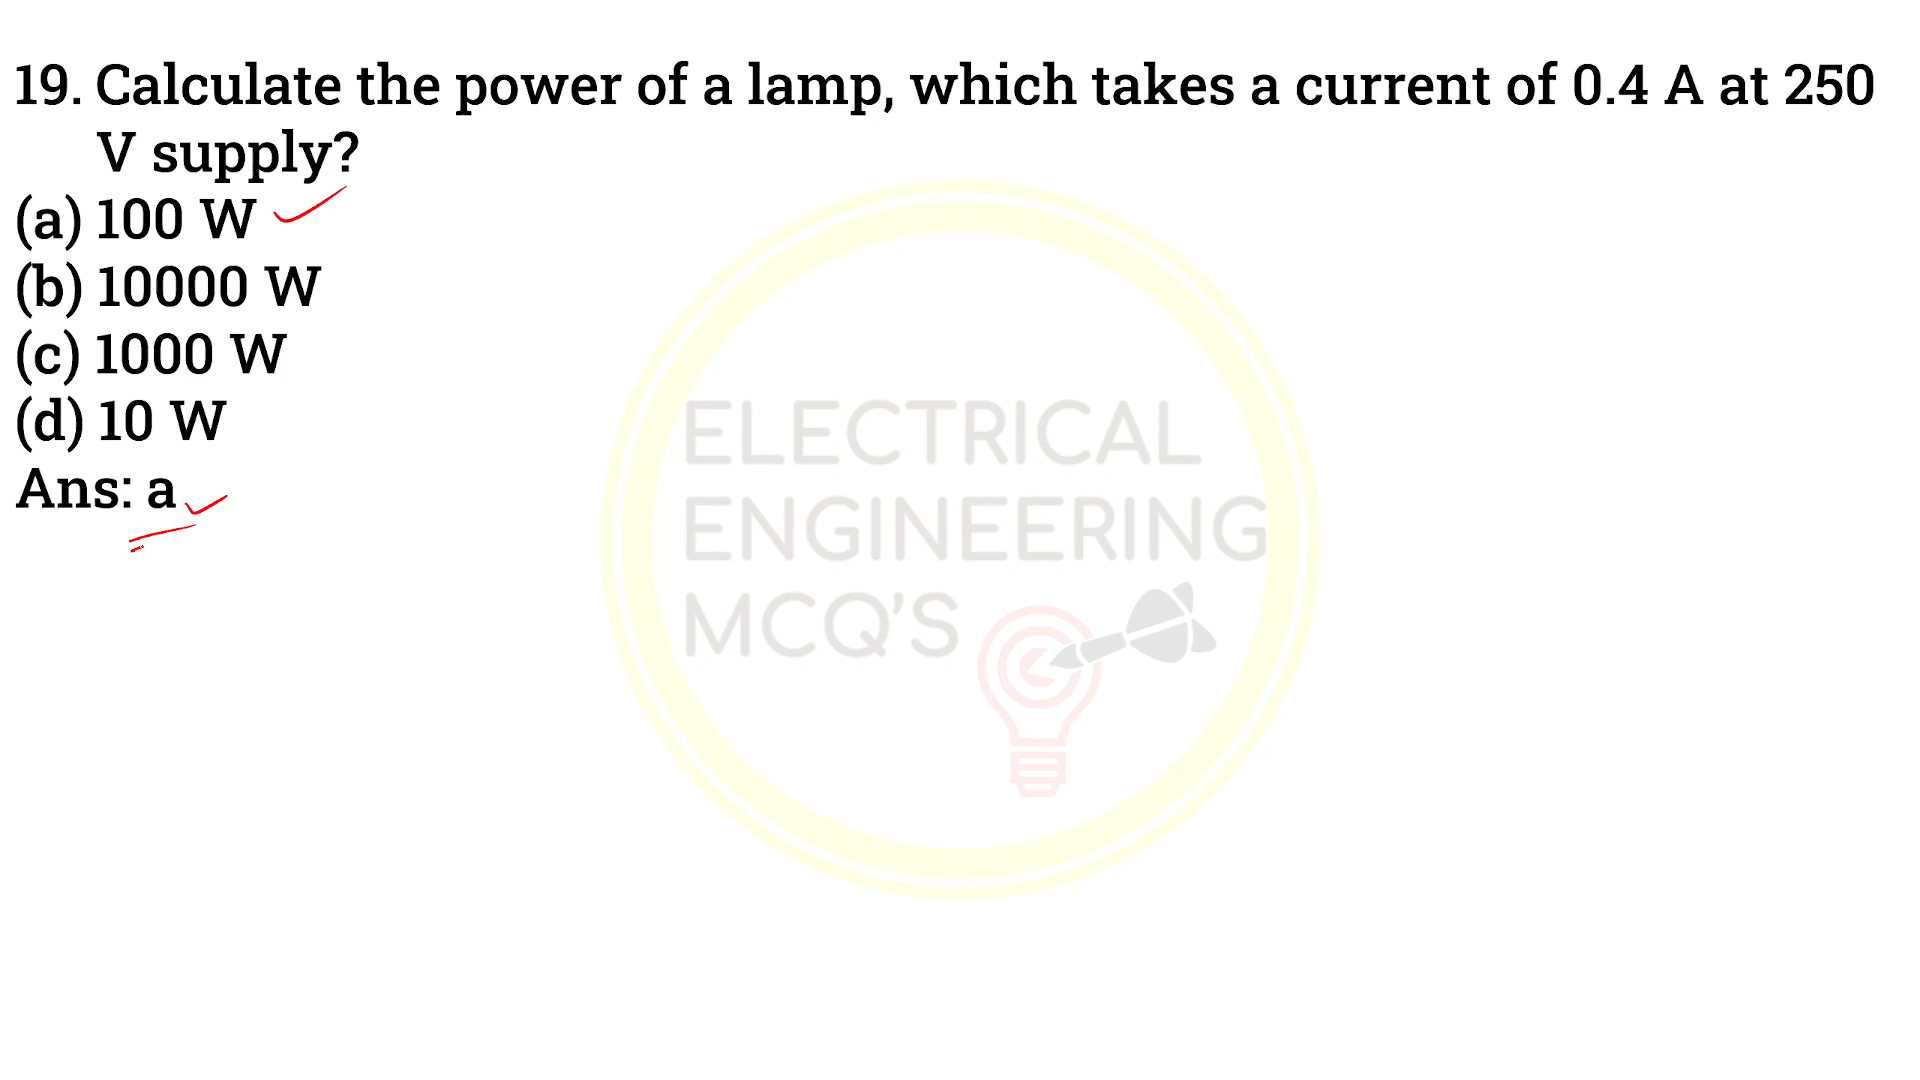 19. Calculate the power of a lamp, which takes a current of 0.4 A at 250
V supply?
(a) 100 W
(b) 10000 W
(c) 1000 W
(d) 10 W
Ans: a
ELECTRICAL
ENGINEERING
MCQ'S